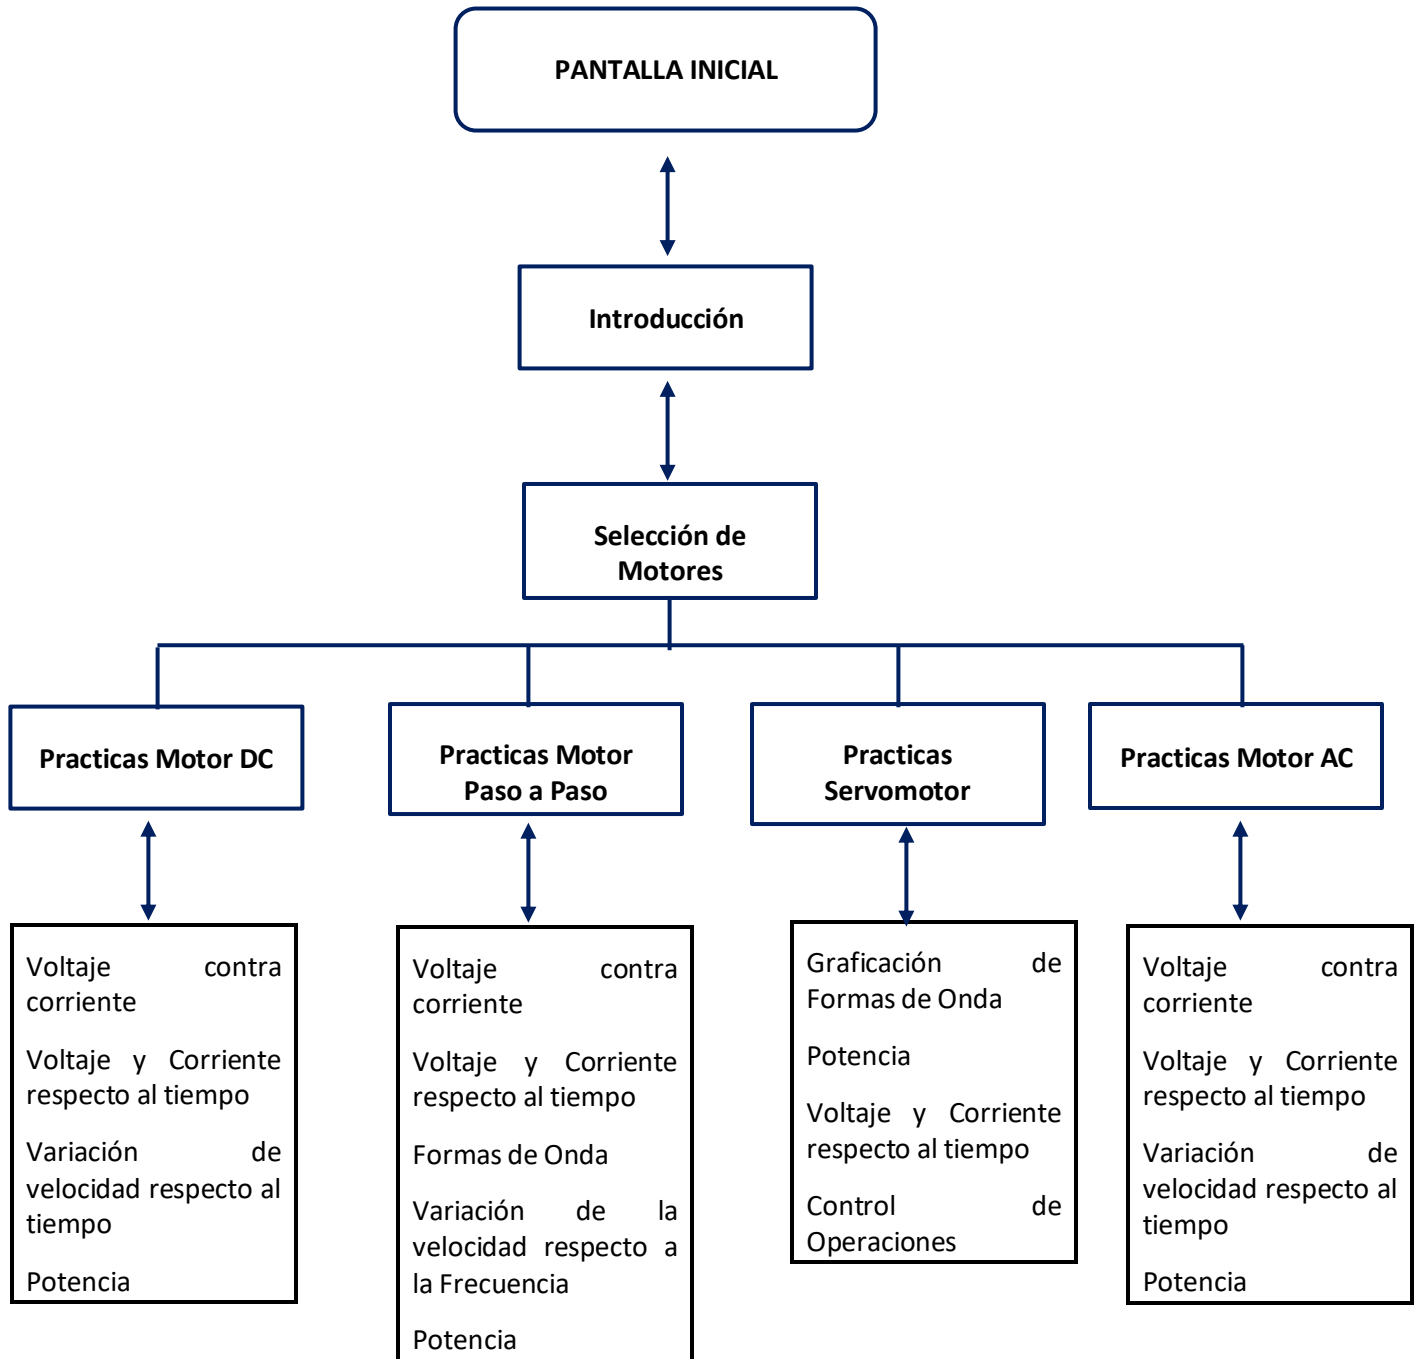 PANTALLA INICIAL
Introducción
Selección de
Motores
Practicas Motor DC
Practicas Motor
Paso a Paso
Practicas
Servomotor
Practicas Motor AC
Voltaje contra
corriente
Voltaje y Corriente
respecto al tiempo
Variación de
velocidad respecto al
tiempo
Potencia
Voltaje contra
corriente
Voltaje y Corriente
respecto al tiempo
Formas de Onda
Variación de la
velocidad respecto a
la Frecuencia
Potencia
Graficación de
Formas de Onda
Potencia
Voltaje y Corriente
respecto al tiempo
Control de
Operaciones
Voltaje contra
corriente
Voltaje y Corriente
respecto al tiempo
Variación de
velocidad respecto al
tiempo
Potencia